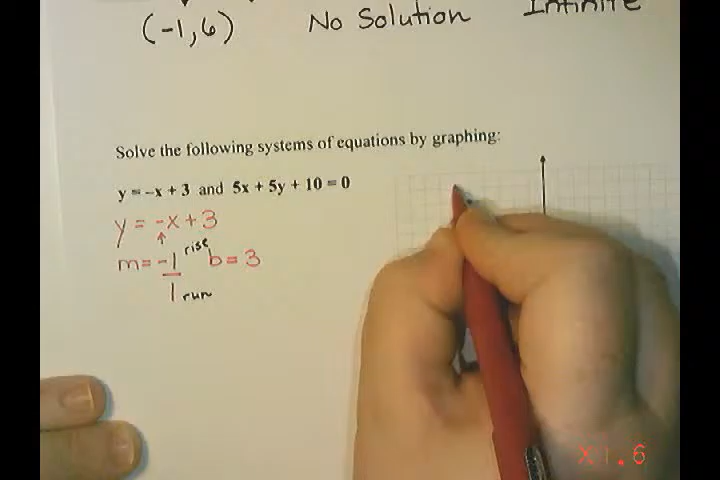 (-1,6) No Solution Infinite
Solve the following systems of equations by graphing:
y = -x + 3 and 5x + 5y + 10 = 0
y = -x + 3
↑ rise
m = -1 b = 3
1 run
X1.6